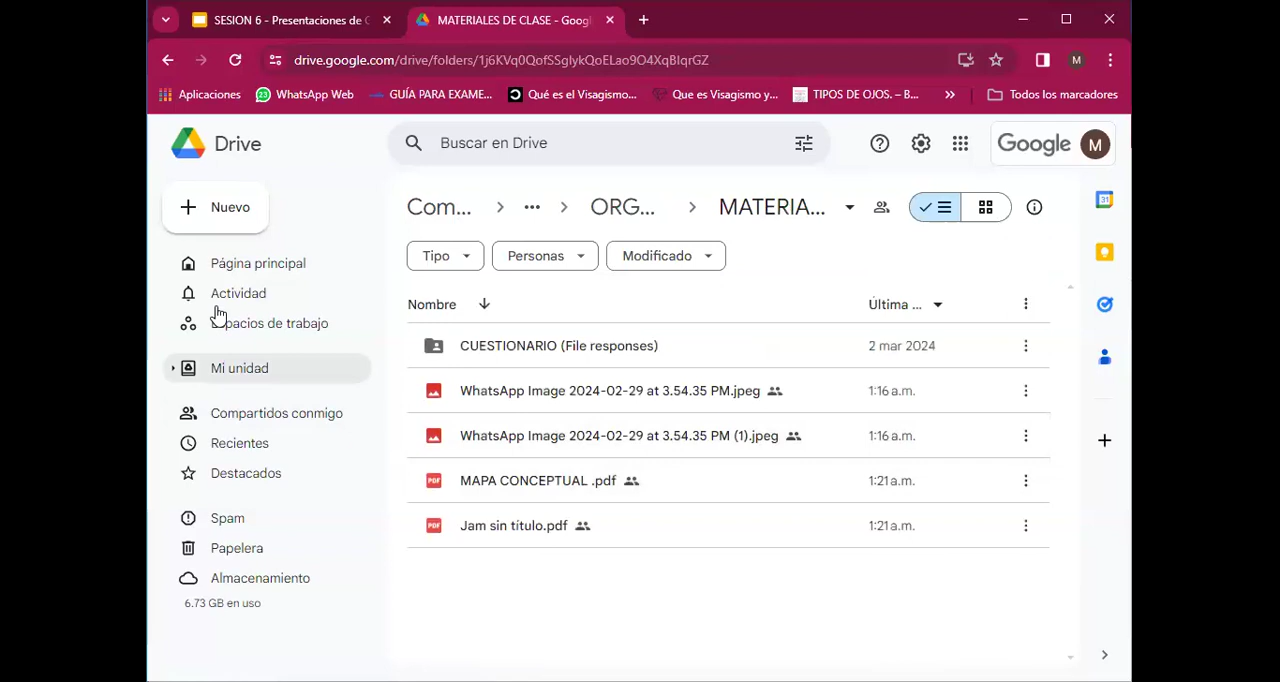 SESION 6 - Presentaciones de C
MATERIALES DE CLASE - Googl
drive.google.com/drive/folders/1j6KVq0QofSSglykQoELao9O4XqBlqrGZ
M
Aplicaciones
WhatsApp Web
GUÍA PARA EXAME...
Qué es el Visagismo...
Que es Visagismo y...
TIPOS DE OJOS. – B...
Todos los marcadores
Drive
Buscar en Drive
Google
M
Nuevo
Com...
...
ORG...
MATERIA...
Tipo
Personas
Modificado
Página principal
Actividad
Espacios de trabajo
Mi unidad
Compartidos conmigo
Recientes
Destacados
Spam
Papelera
Almacenamiento
6.73 GB en uso
Nombre
Última ...
CUESTIONARIO (File responses)
2 mar 2024
WhatsApp Image 2024-02-29 at 3.54.35 PM.jpeg
1:16 a.m.
WhatsApp Image 2024-02-29 at 3.54.35 PM (1).jpeg
1:16 a.m.
PDF
MAPA CONCEPTUAL .pdf
1:21 a.m.
PDF
Jam sin título.pdf
1:21 a.m.
31